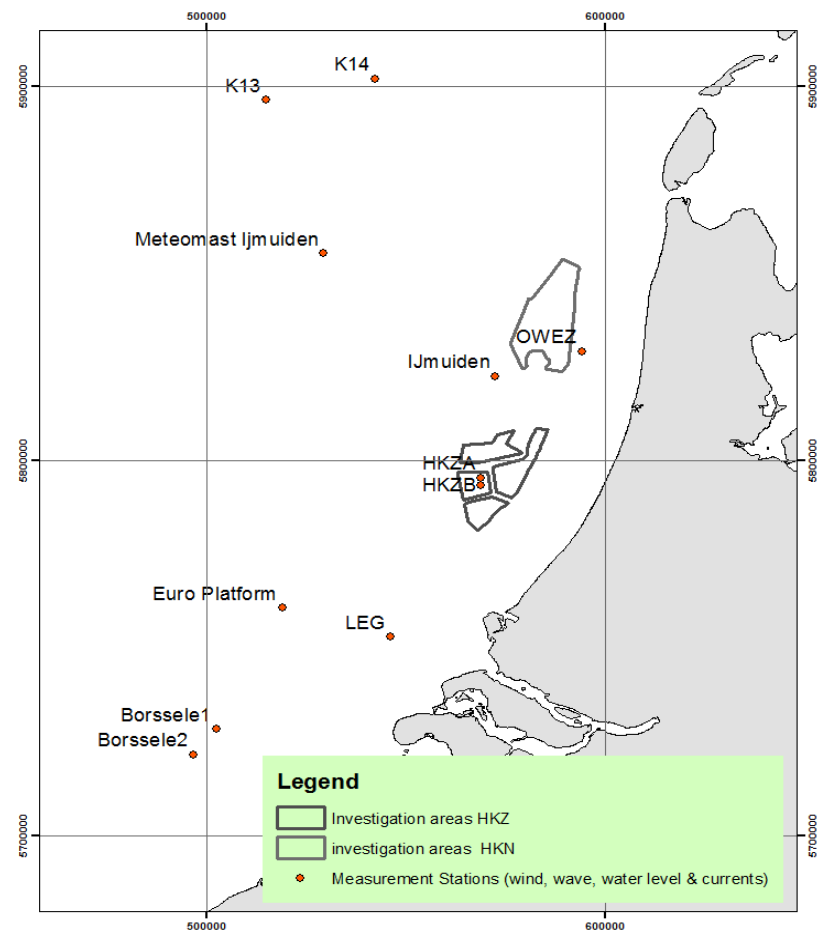 500000
600000
K14
K13
5900000
5900000
Meteomast Ijmuiden
OWEZ
IJmuiden
HKZA
5800000
5800000
HKZB
Euro Platform
LEG
Borssele1
Borssele2
Legend
Investigation areas HKZ
investigation areas HKN
5700000
5700000
Measurement Stations (wind, wave, water level & currents)
500000
600000